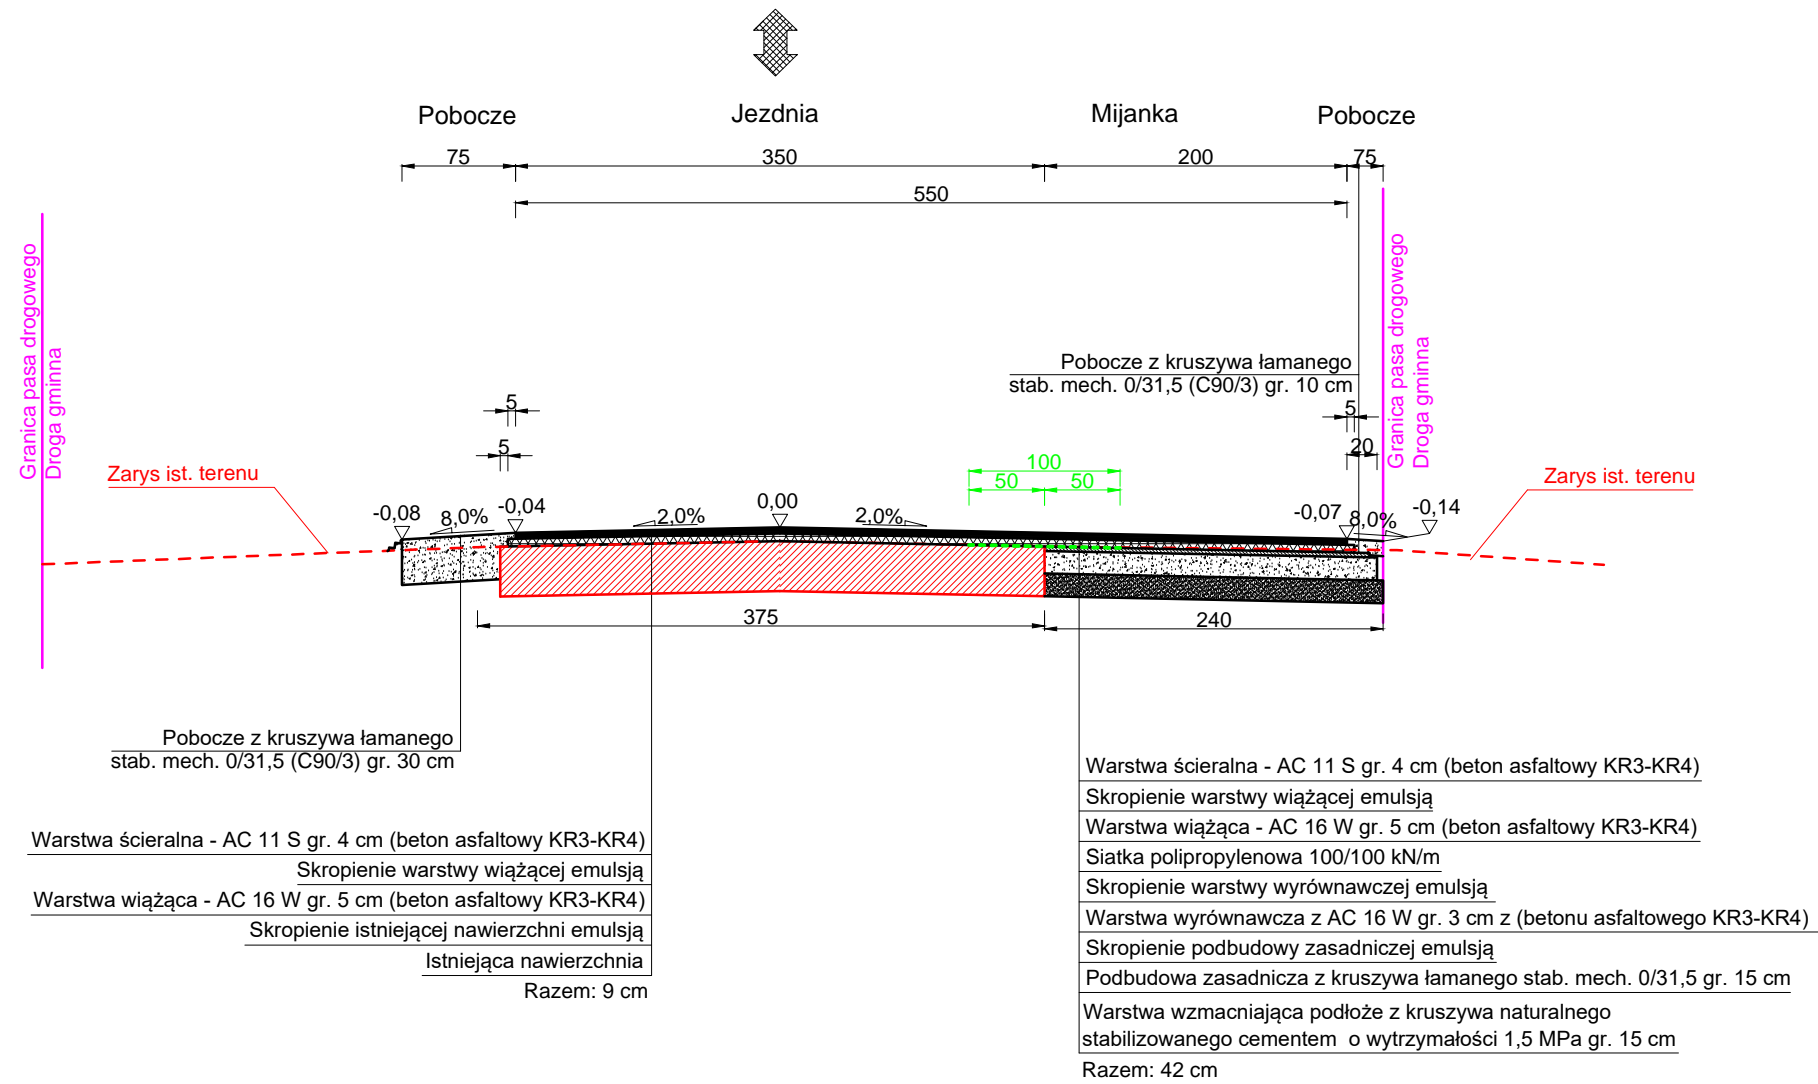 Pobocze
Jezdnia
Mijanka
Pobocze
75
350
200
75
550
Granica pasa drogowego
Droga gminna
Granica pasa drogowego
Droga gminna
Pobocze z kruszywa łamanego
stab. mech. 0/31,5 (C90/3) gr. 10 cm
5
5
5
20
100
50
50
Zarys ist. terenu
Zarys ist. terenu
-0,08
8,0%
-0,04
2,0%
0,00
2,0%
-0,07
8,0%
-0,14
375
240
Pobocze z kruszywa łamanego
stab. mech. 0/31,5 (C90/3) gr. 30 cm
Warstwa ścieralna - AC 11 S gr. 4 cm (beton asfaltowy KR3-KR4)
Skropienie warstwy wiążącej emulsją
Warstwa wiążąca - AC 16 W gr. 5 cm (beton asfaltowy KR3-KR4)
Skropienie istniejącej nawierzchni emulsją
Istniejąca nawierzchnia
Razem: 9 cm
Warstwa ścieralna - AC 11 S gr. 4 cm (beton asfaltowy KR3-KR4)
Skropienie warstwy wiążącej emulsją
Warstwa wiążąca - AC 16 W gr. 5 cm (beton asfaltowy KR3-KR4)
Siatka polipropylenowa 100/100 kN/m
Skropienie warstwy wyrównawczej emulsją
Warstwa wyrównawcza z AC 16 W gr. 3 cm z (betonu asfaltowego KR3-KR4)
Skropienie podbudowy zasadniczej emulsją
Podbudowa zasadnicza z kruszywa łamanego stab. mech. 0/31,5 gr. 15 cm
Warstwa wzmacniająca podłoże z kruszywa naturalnego
stabilizowanego cementem o wytrzymałości 1,5 MPa gr. 15 cm
Razem: 42 cm